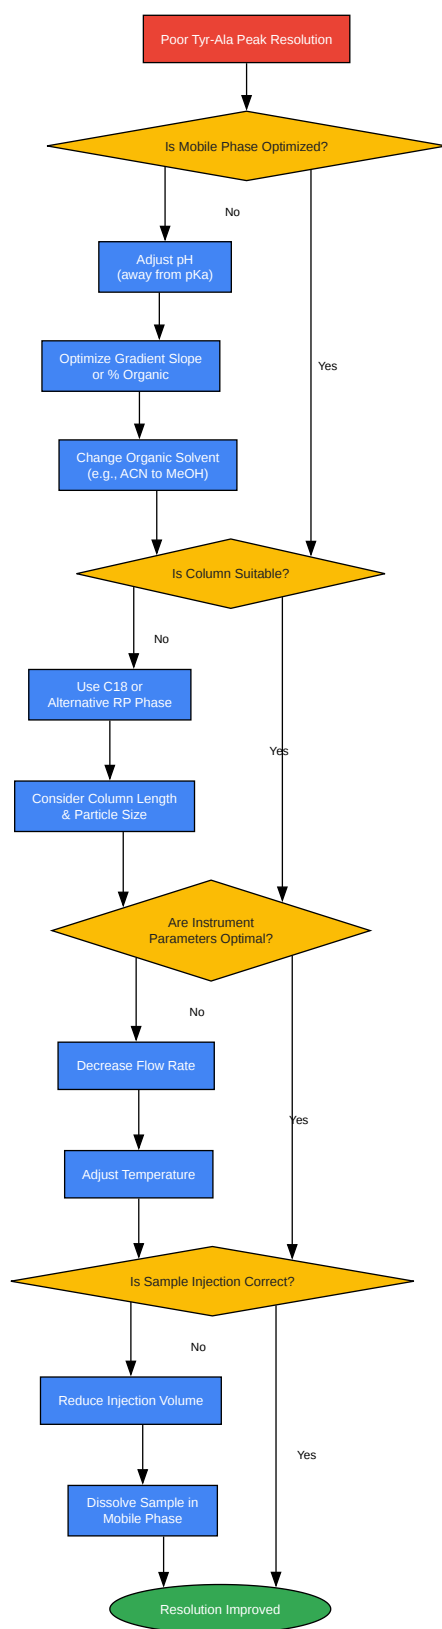 Poor Tyr-Ala Peak Resolution
Is Mobile Phase Optimized?
No
Adjust pH
(away from pKa)
Optimize Gradient Slope
or % Organic
Yes
Change Organic Solvent
(e.g., ACN to MeOH)
Is Column Suitable?
No
Use C18 or
Alternative RP Phase
Yes
Consider Column Length
& Particle Size
Are Instrument
Parameters Optimal?
No
Decrease Flow Rate
Yes
Adjust Temperature
Is Sample Injection Correct?
No
Reduce Injection Volume
Yes
Dissolve Sample in
Mobile Phase
Resolution Improved